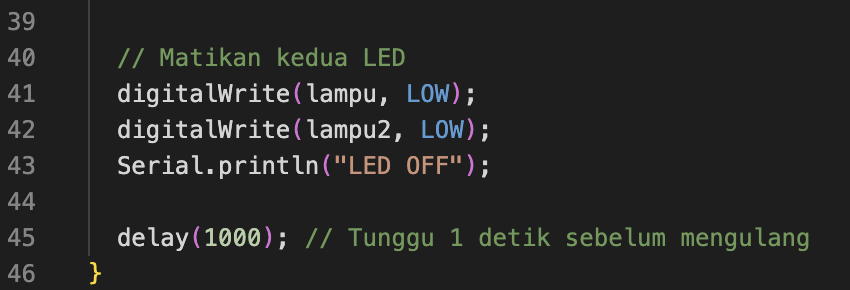 39
40 // Matikan kedua LED
41 digitalWrite(lampu, LOW);
42 digitalWrite(lampu2, LOW);
43 Serial.println("LED OFF");
44
45 delay(1000); // Tunggu 1 detik sebelum mengulang
46 }